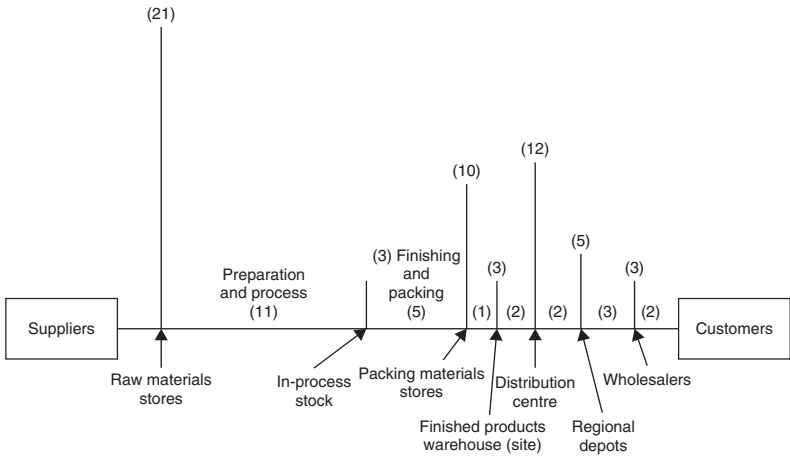 (21)
(12)
(10)
(5)
(3) Finishing
and
packing
(5)
(3)
(3)
Preparation
and process
(11)
(1)
(2)
(2)
(3)
(2)
Suppliers
Customers
Raw materials
stores
In-process
stock
Packing materials
stores
Finished products
warehouse (site)
Distribution
centre
Regional
depots
Wholesalers